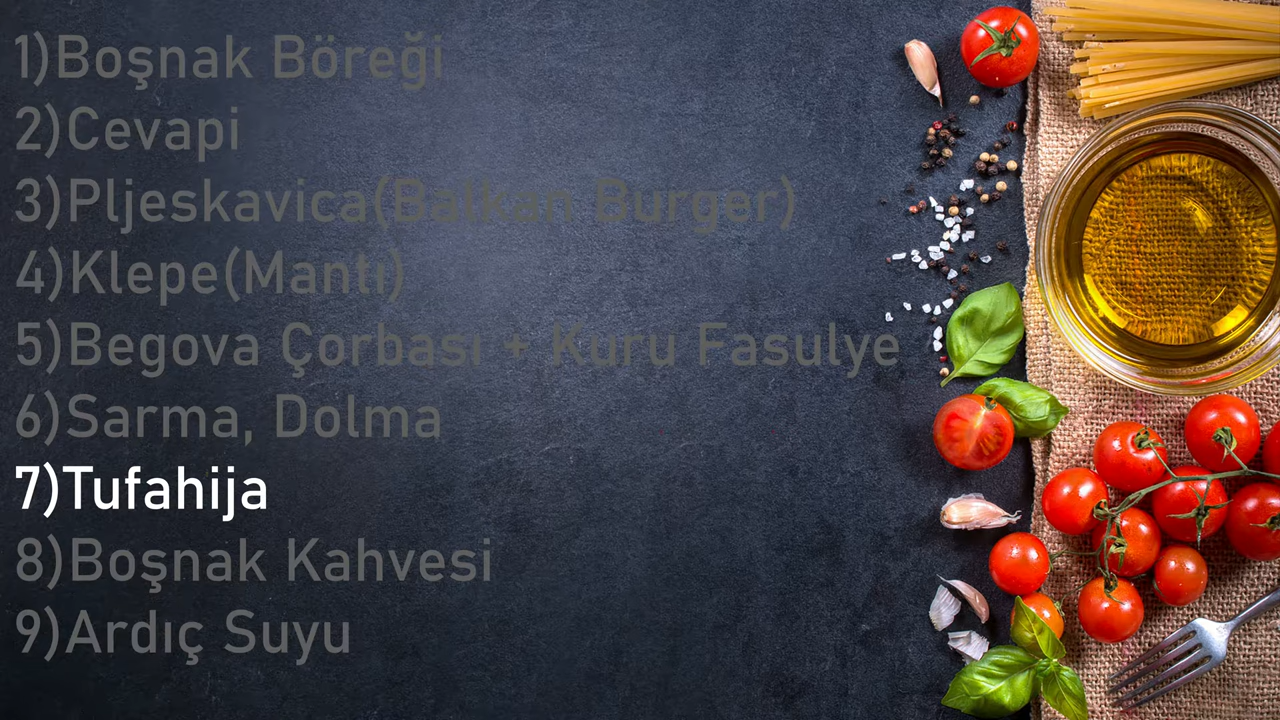 1)Boşnak Böreği
2)Cevapi
3)Pljeskavica(Balkan Burger)
4)Klepe(Mantı)
5)Begova Çorbası + Kuru Fasulye
6)Sarma, Dolma
7)Tufahija
8)Boşnak Kahvesi
9)Ardıç Suyu